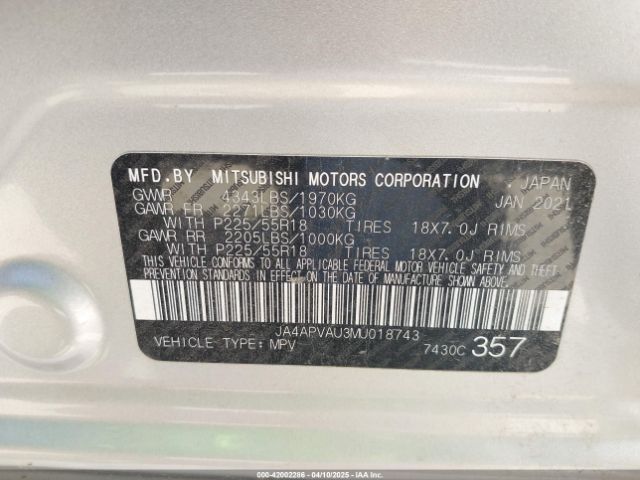 MFD.BY MITSUBISHI MOTORS CORPORATION JAPAN
GVWR 4343LBS/1970KG JAN 2021
GAWR FR 2271LBS/1030KG
WITH P225/55R18 TIRES 18X7.0J RIMS
GAWR RR 2205LBS/1000KG
WITH P225/55R18 TIRES 18X7.0J RIMS
THIS VEHICLE CONFORMS TO ALL APPLICABLE FEDERAL MOTOR VEHICLE SAFETY AND THEFT
PREVENTION STANDARDS IN EFFECT ON THE DATE OF MANUFACTURE SHOWN ABOVE.
JA4APVAU3MU018743
VEHICLE TYPE: MPV 7430C 357
000-42002286 - 04/10/2025 - IAAI.COM